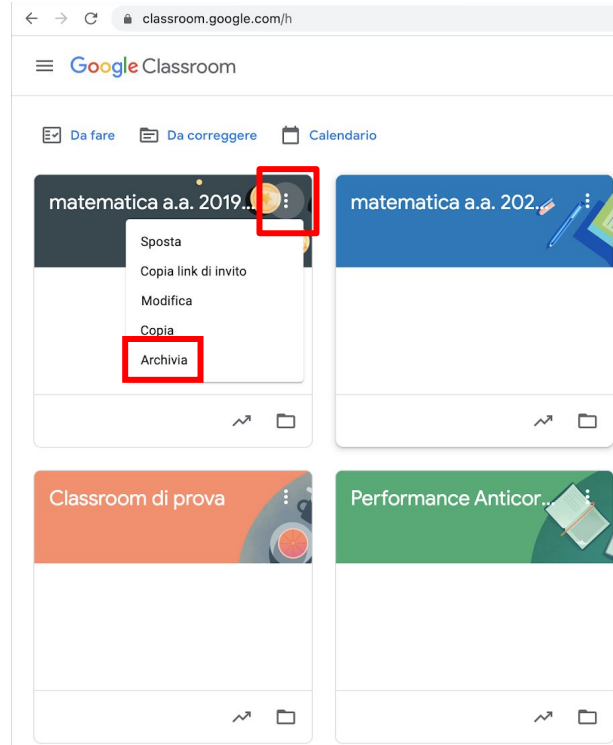 classroom.google.com/h
Google Classroom
Da fare
Da correggere
Calendario
matematica a.a. 2019...
matematica a.a. 202...
Sposta
Copia link di invito
Modifica
Copia
Archivia
Classroom di prova
Performance Anticor...